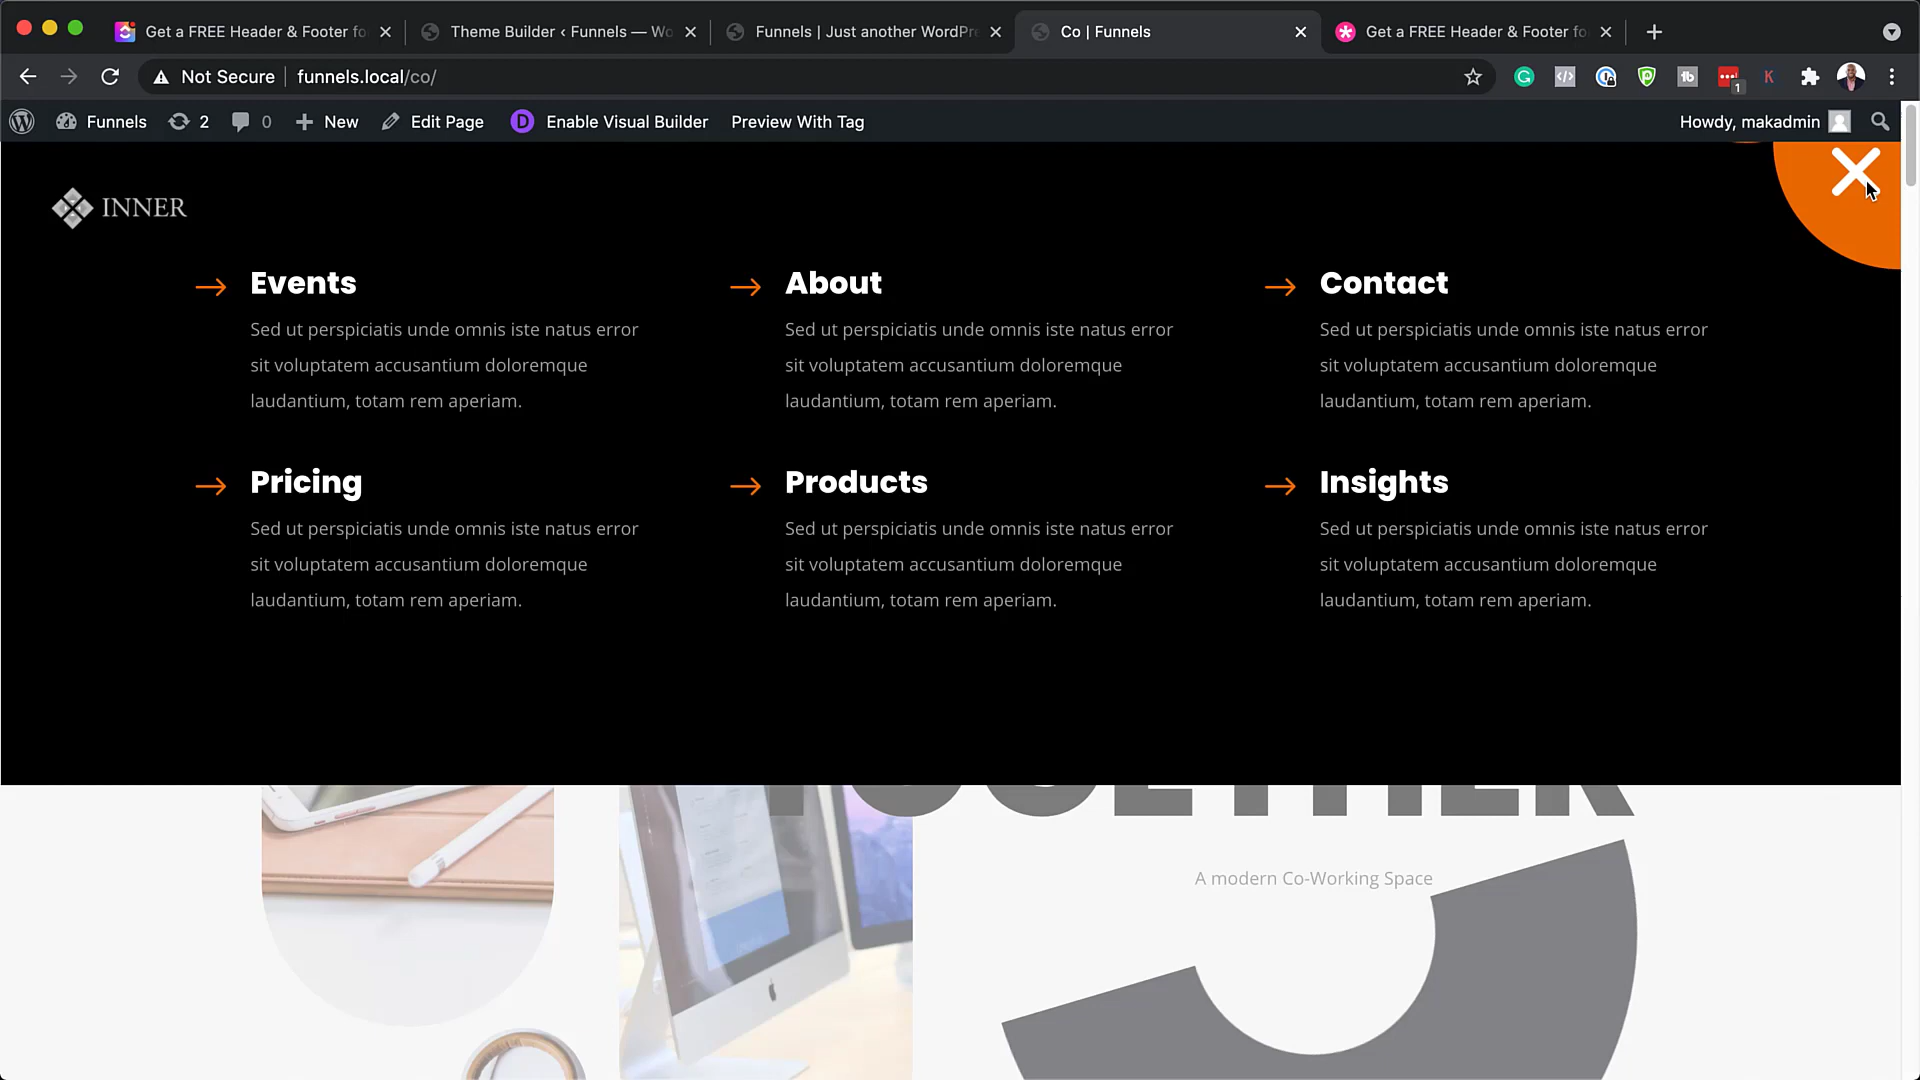 Get a FREE Header & Footer fo
Theme Builder ‹ Funnels — Wo
Funnels | Just another WordPre
Co | Funnels
Get a FREE Header & Footer fo
Not Secure
funnels.local/co/
1
Funnels
2
0
New
Edit Page
D
Enable Visual Builder
Preview With Tag
Howdy, makadmin
INNER
Events
Sed ut perspiciatis unde omnis iste natus error
sit voluptatem accusantium doloremque
laudantium, totam rem aperiam.
About
Sed ut perspiciatis unde omnis iste natus error
sit voluptatem accusantium doloremque
laudantium, totam rem aperiam.
Contact
Sed ut perspiciatis unde omnis iste natus error
sit voluptatem accusantium doloremque
laudantium, totam rem aperiam.
Pricing
Sed ut perspiciatis unde omnis iste natus error
sit voluptatem accusantium doloremque
laudantium, totam rem aperiam.
Products
Sed ut perspiciatis unde omnis iste natus error
sit voluptatem accusantium doloremque
laudantium, totam rem aperiam.
Insights
Sed ut perspiciatis unde omnis iste natus error
sit voluptatem accusantium doloremque
laudantium, totam rem aperiam.
TOGETHER
A modern Co-Working Space